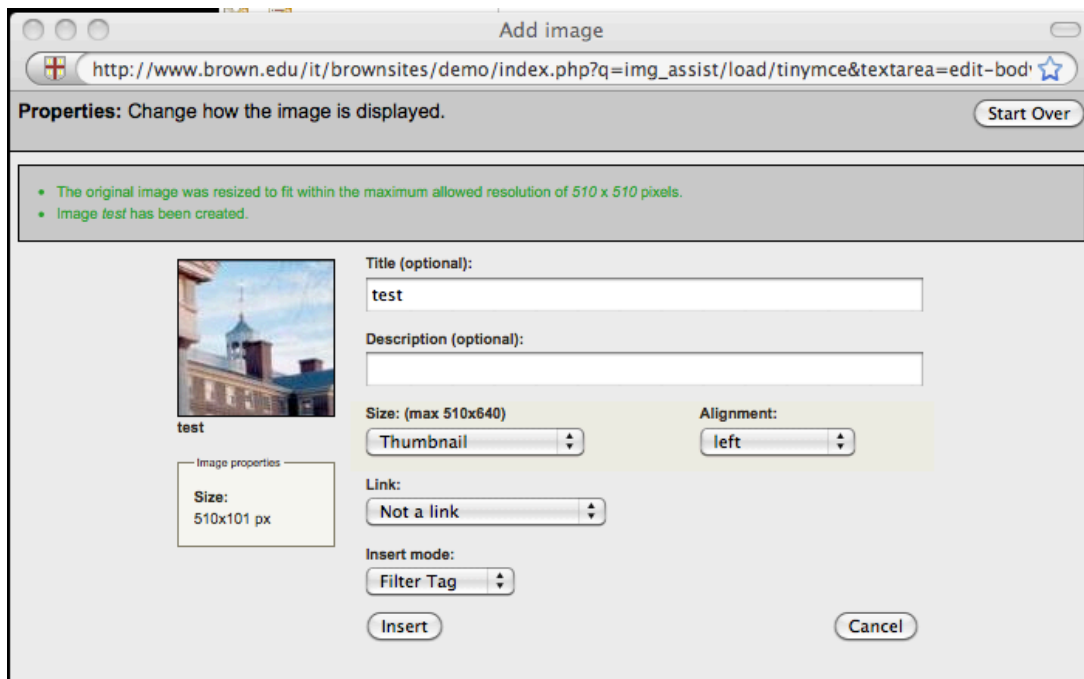 Add image
http://www.brown.edu/it/brownsites/demo/index.php?q=img_assist/load/tinymce&textarea=edit-body
Properties: Change how the image is displayed.
Start Over
• The original image was resized to fit within the maximum allowed resolution of 510 x 510 pixels.
• Image test has been created.
Title (optional):
test
Description (optional):
test
Size: (max 510x640)
Alignment:
Thumbnail
left
Image properties
Size:
510x101 px
Link:
Not a link
Insert mode:
Filter Tag
Insert
Cancel